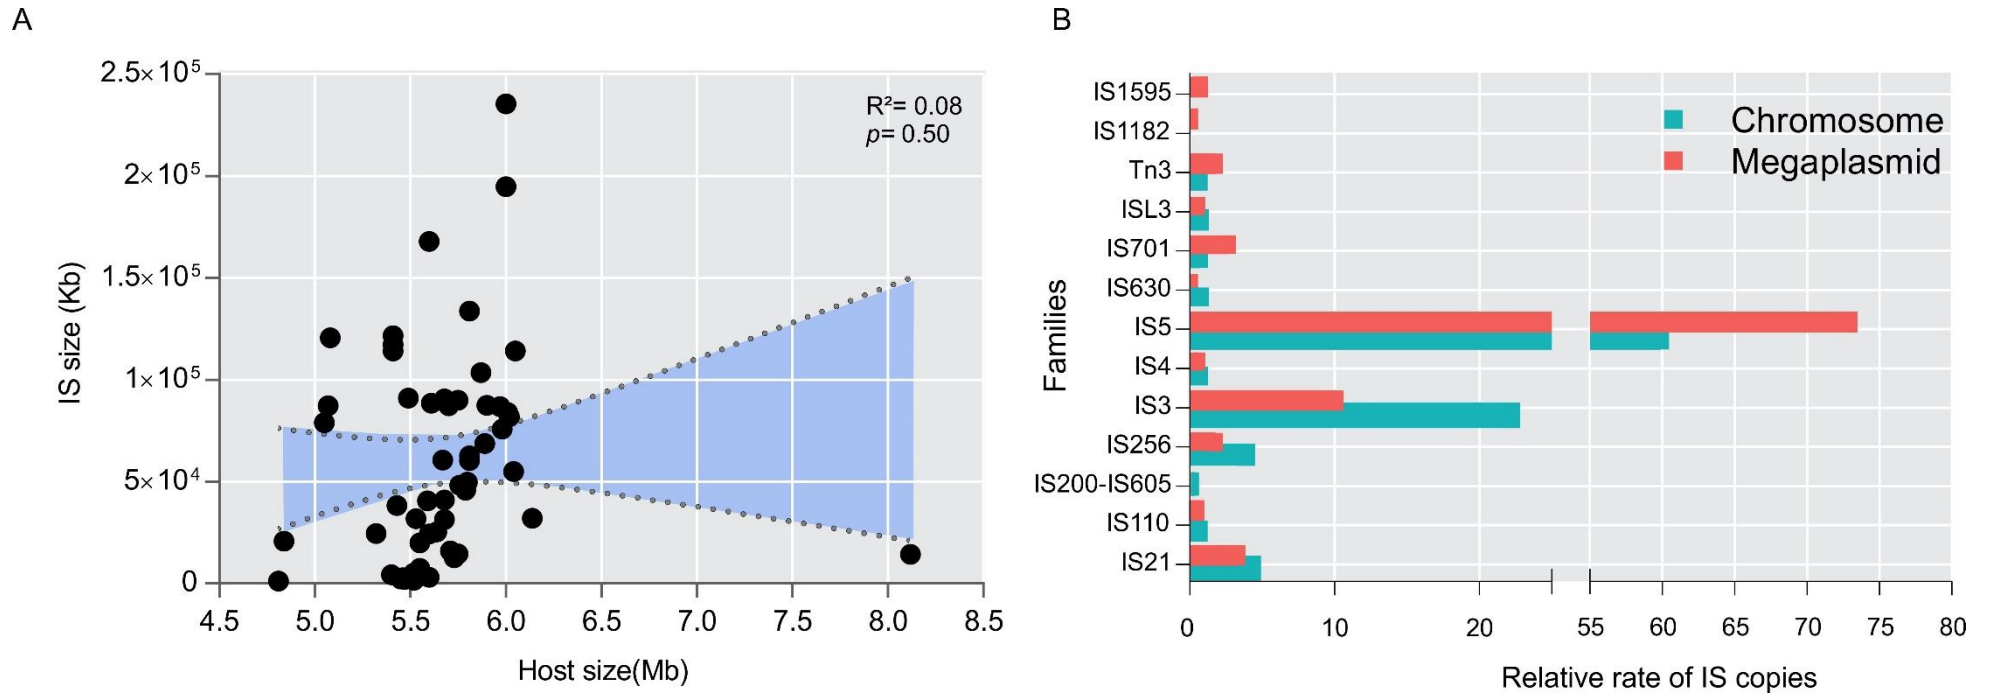 A
2.5×10⁵
2×10⁵
1.5×10⁵
1×10⁵
5×10⁴
0
IS size (Kb)
R²= 0.08
p= 0.50
4.5 5.0 5.5 6.0 6.5 7.0 7.5 8.0 8.5
Host size(Mb)
B
Families
IS1595
IS1182
Tn3
ISL3
IS701
IS630
IS5
IS4
IS3
IS256
IS200-IS605
IS110
IS21
Chromosome
Megaplasmid
0 10 20 55 60 65 70 75 80
Relative rate of IS copies